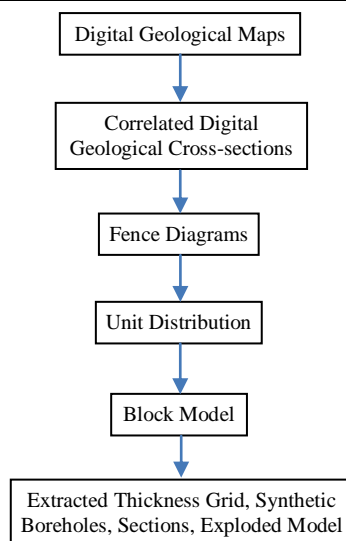 Digital Geological Maps
Correlated Digital
Geological Cross-sections
Fence Diagrams
Unit Distribution
Block Model
Extracted Thickness Grid, Synthetic
Boreholes, Sections, Exploded Model